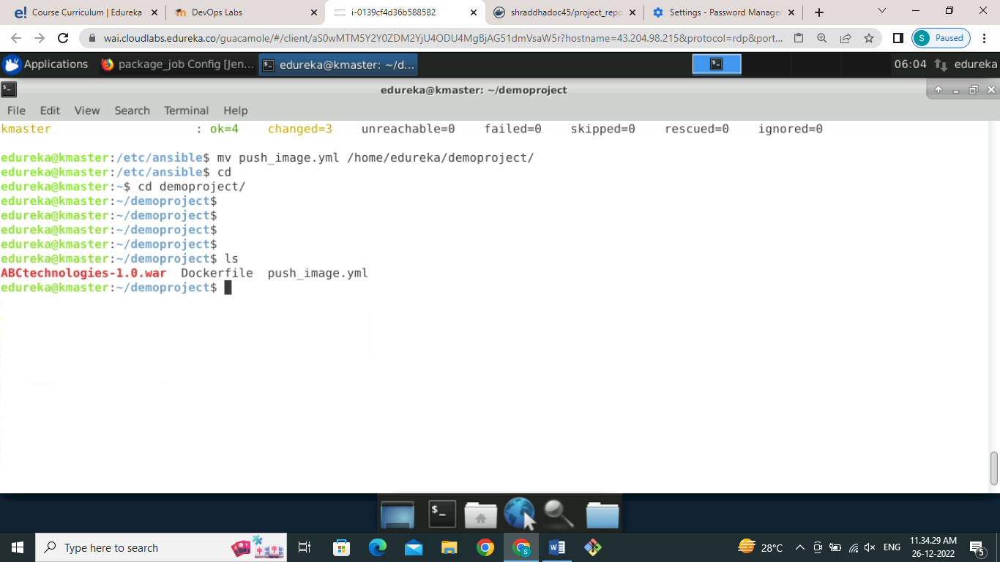 Course Curriculum | Edureka
DevOps Labs
i-0139cf4d36b588582
shraddhadoc45/project_repo
Settings - Password Manager
wai.cloudlabs.edureka.co/guacamole/#/client/aS0wMTM5Y2Y0ZDM2YjU4ODU4MgBjAG51dmVsaW5r?hostname=43.204.98.215&protocol=rdp&port...
S Paused
Applications
package_job Config [Jen...
edureka@kmaster: ~/d...
06:04
edureka
edureka@kmaster: ~/demoproject
File Edit View Search Terminal Help
kmaster : ok=4 changed=3 unreachable=0 failed=0 skipped=0 rescued=0 ignored=0
edureka@kmaster:/etc/ansible$ mv push_image.yml /home/edureka/demoproject/
edureka@kmaster:/etc/ansible$ cd
edureka@kmaster:~$ cd demoproject/
edureka@kmaster:~/demoproject$
edureka@kmaster:~/demoproject$
edureka@kmaster:~/demoproject$
edureka@kmaster:~/demoproject$
edureka@kmaster:~/demoproject$ ls
ABCtechnologies-1.0.war Dockerfile push_image.yml
edureka@kmaster:~/demoproject$
Type here to search
28°C
ENG
11.34.29 AM
26-12-2022
5